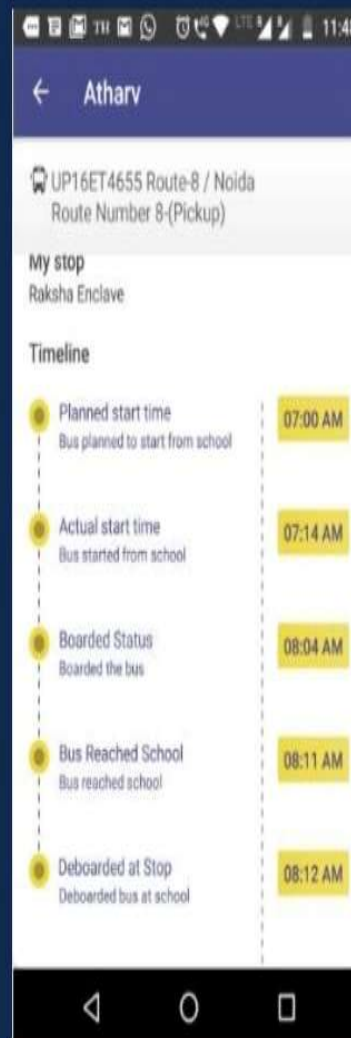 11:4
Atharv
UP16ET4655 Route-8 / Noida
Route Number 8-(Pickup)
My stop
Raksha Enclave
Timeline
Planned start time
Bus planned to start from school
07:00 AM
Actual start time
Bus started from school
07:14 AM
Boarded Status
Boarded the bus
08:04 AM
Bus Reached School
Bus reached school
08:11 AM
Deboarded at Stop
Deboarded bus at school
08:12 AM